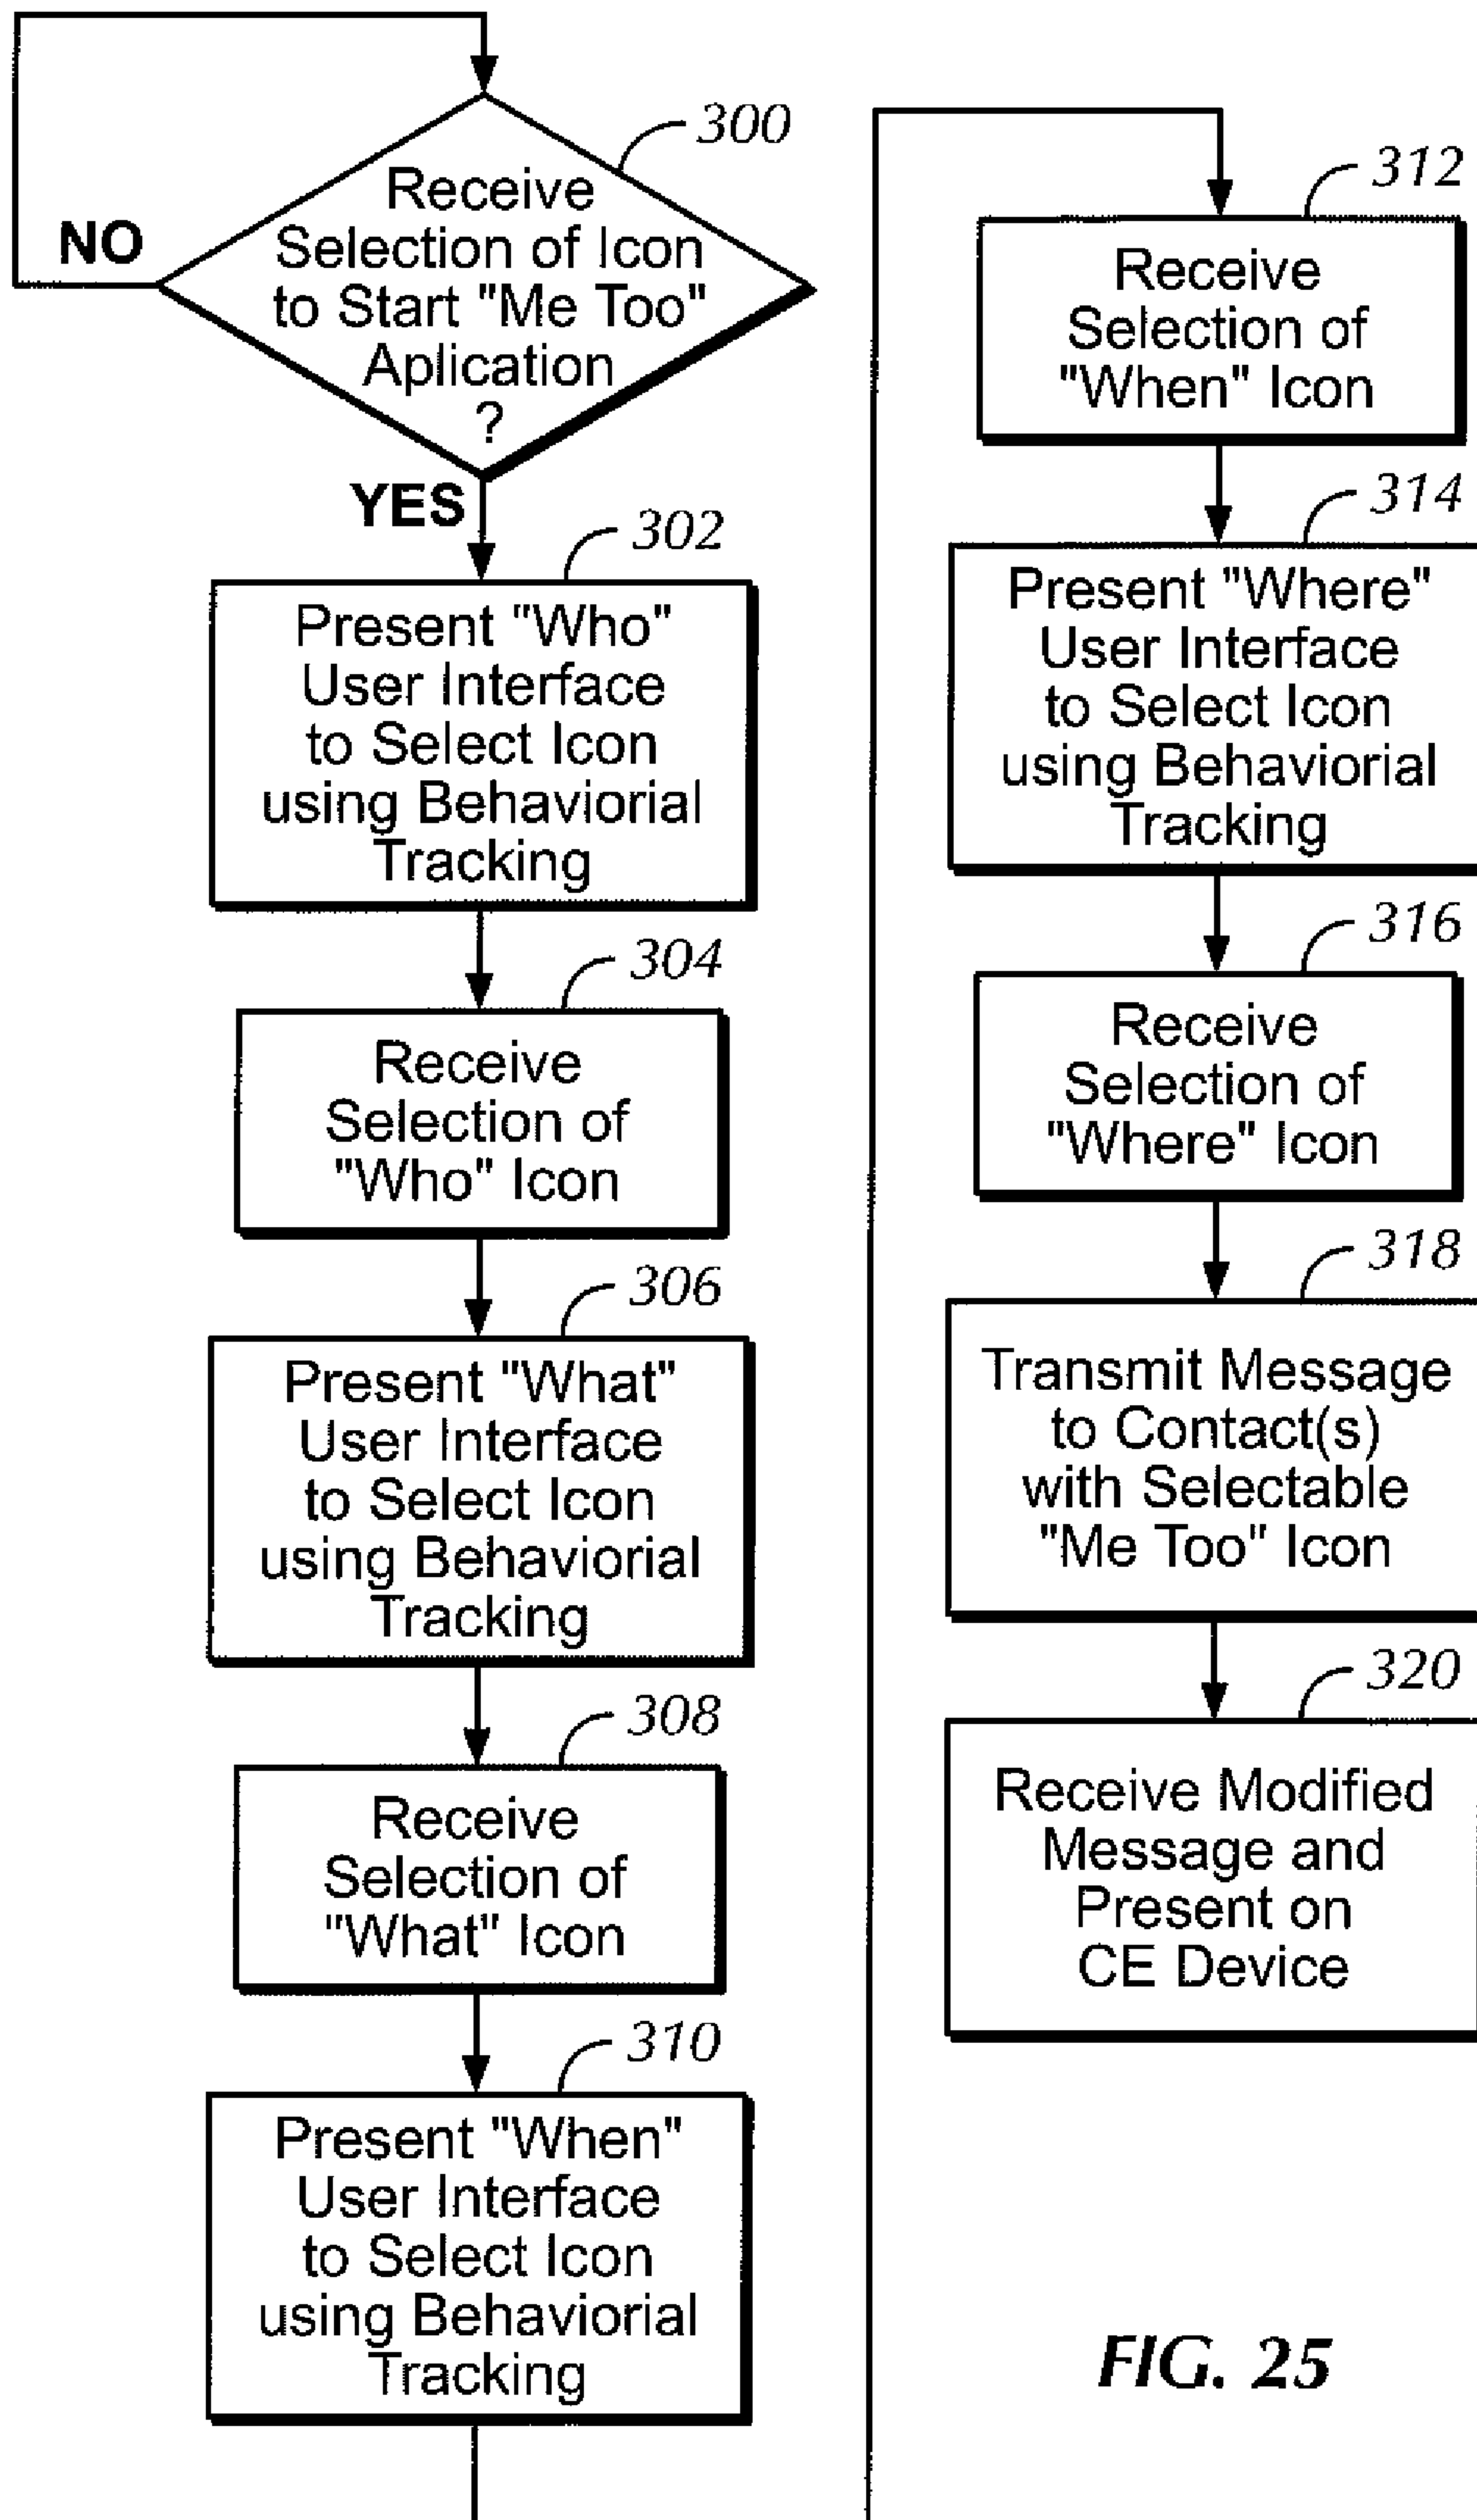 300
Receive
Selection of Icon
to Start "Me Too"
Aplication
?
NO
YES
302
Present "Who"
User Interface
to Select Icon
using Behaviorial
Tracking
304
Receive
Selection of
"Who" Icon
306
Present "What"
User Interface
to Select Icon
using Behaviorial
Tracking
308
Receive
Selection of
"What" Icon
310
Present "When"
User Interface
to Select Icon
using Behaviorial
Tracking
312
Receive
Selection of
"When" Icon
314
Present "Where"
User Interface
to Select Icon
using Behaviorial
Tracking
316
Receive
Selection of
"Where" Icon
318
Transmit Message
to Contact(s)
with Selectable
"Me Too" Icon
320
Receive Modified
Message and
Present on
CE Device
FIG. 25